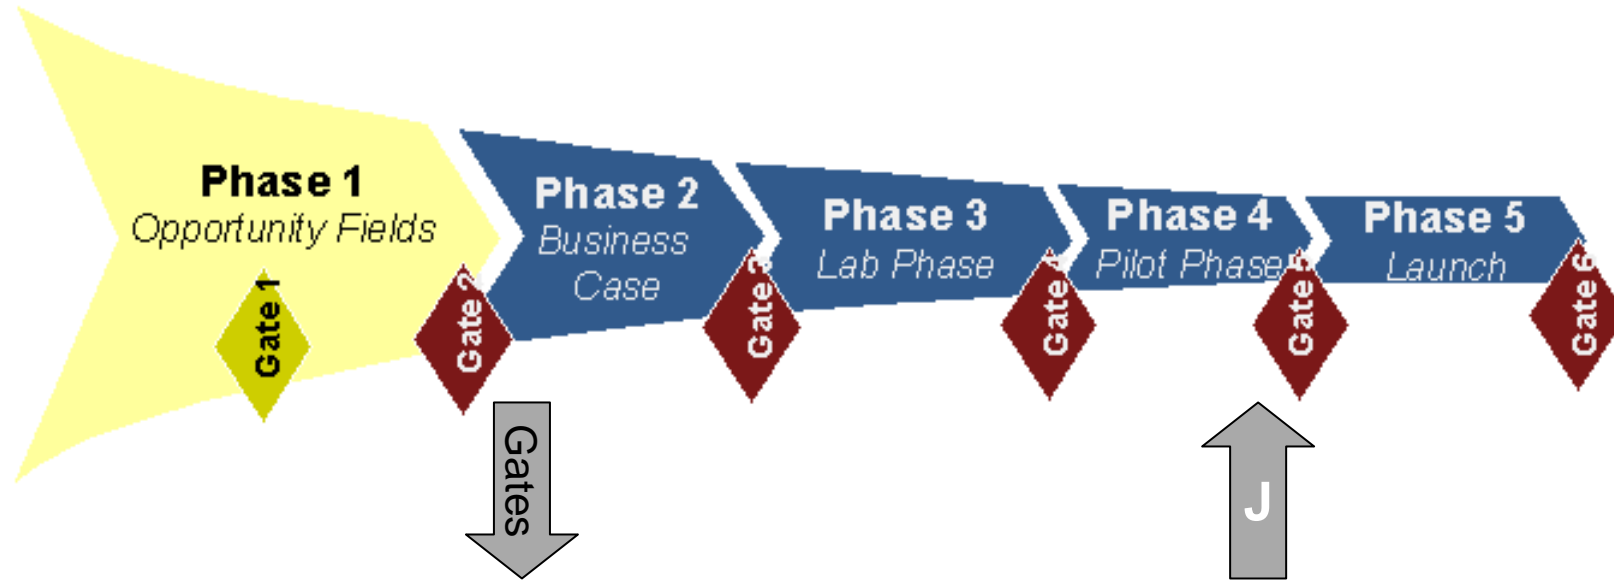 Phase 1
Opportunity Fields
Phase 2
Business
Case
Phase 3
Lab Phase
Phase 4
Pilot Phase
Phase 5
Launch
Gate 1
Gate 2
Gate 3
Gate 4
Gate 5
Gate 6
Gates
J